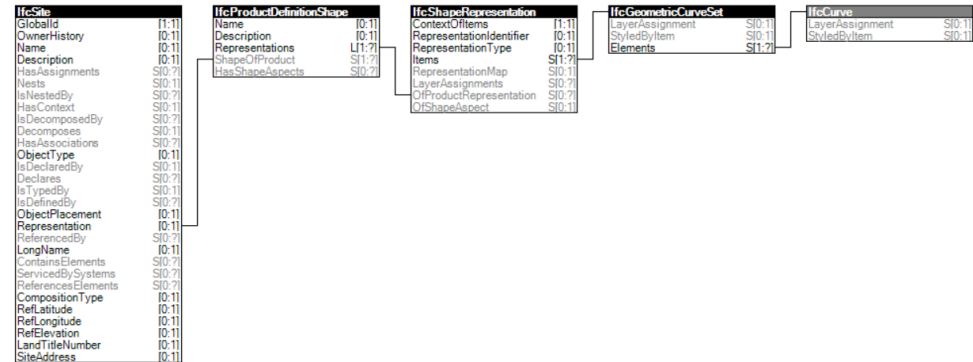 IfcSite
GlobalId [1:1]
OwnerHistory [0:1]
Name [0:1]
Description [0:1]
HasAssignments S[0:?]
Nests S[0:1]
IsNestedBy S[0:?]
HasContext S[0:1]
IsDecomposedBy S[0:?]
Decomposes S[0:1]
HasAssociations S[0:?]
ObjectType [0:1]
IsDeclaredBy S[0:1]
Declares S[0:?]
IsTypedBy S[0:1]
IsDefinedBy S[0:?]
ObjectPlacement [0:1]
Representation [0:1]
ReferencedBy S[0:?]
LongName [0:1]
ContainsElements S[0:?]
ServicedBySystems S[0:?]
ReferencesElements S[0:?]
CompositionType [0:1]
RefLatitude [0:1]
RefLongitude [0:1]
RefElevation [0:1]
LandTitleNumber [0:1]
SiteAddress [0:1]
IfcProductDefinitionShape
Name [0:1]
Description [0:1]
Representations L[1:?]
ShapeOfProduct S[1:?]
HasShapeAspects S[0:?]
IfcShapeRepresentation
ContextOfItems [1:1]
RepresentationIdentifier [0:1]
RepresentationType [0:1]
Items S[1:?]
RepresentationMap S[0:1]
LayerAssignments S[0:?]
OfProductRepresentation S[0:?]
OfShapeAspect S[0:1]
IfcGeometricCurveSet
LayerAssignment S[0:1]
StyledByItem S[0:1]
Elements S[1:?]
IfcCurve
LayerAssignment S[0:1]
StyledByItem S[0:1]